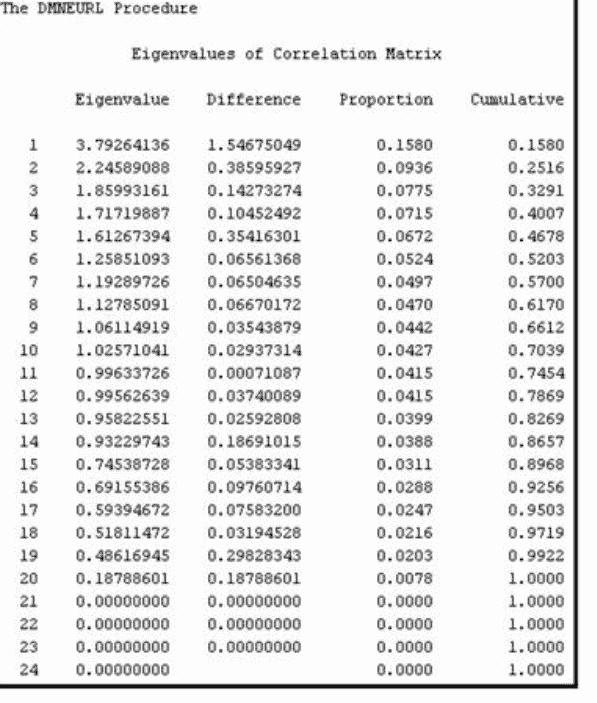 The DMNEURL Procedure
Eigenvalues of Correlation Matrix
Eigenvalue Difference Proportion Cumulative
1 3.79264136 1.54675049 0.1580 0.1580
2 2.24589088 0.38595927 0.0936 0.2516
3 1.85993161 0.14273274 0.0775 0.3291
4 1.71719887 0.10452492 0.0715 0.4007
5 1.61267394 0.35416301 0.0672 0.4678
6 1.25851093 0.06561368 0.0524 0.5203
7 1.19289726 0.06504635 0.0497 0.5700
8 1.12785091 0.06670172 0.0470 0.6170
9 1.06114919 0.03543879 0.0442 0.6612
10 1.02571041 0.02937314 0.0427 0.7039
11 0.99633726 0.00071087 0.0415 0.7454
12 0.99562639 0.03740089 0.0415 0.7869
13 0.95822551 0.02592808 0.0399 0.8269
14 0.93229743 0.18691015 0.0388 0.8657
15 0.74538728 0.05383341 0.0311 0.8968
16 0.69155386 0.09760714 0.0288 0.9256
17 0.59394672 0.07583200 0.0247 0.9503
18 0.51811472 0.03194528 0.0216 0.9719
19 0.48616945 0.29828343 0.0203 0.9922
20 0.18788601 0.18788601 0.0078 1.0000
21 0.00000000 0.00000000 0.0000 1.0000
22 0.00000000 0.00000000 0.0000 1.0000
23 0.00000000 0.00000000 0.0000 1.0000
24 0.00000000 0.0000 1.0000